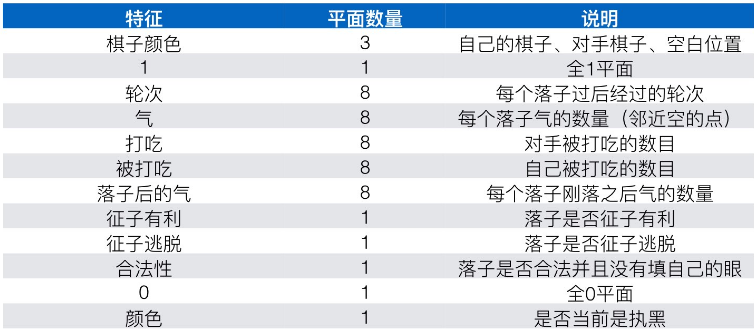 特征 平面数量 说明
棋子颜色 3 自己的棋子、对手棋子、空白位置
1 1 全1平面
轮次 8 每个落子过后经过的轮次
气 8 每个落子气的数量（邻近空的点）
打吃 8 对手被打吃的数目
被打吃 8 自己被打吃的数目
落子后的气 8 每个落子刚落之后气的数量
征子有利 1 落子是否征子有利
征子逃脱 1 落子是否征子逃脱
合法性 1 落子是否合法并且没有填自己的眼
0 1 全0平面
颜色 1 是否当前是执黑